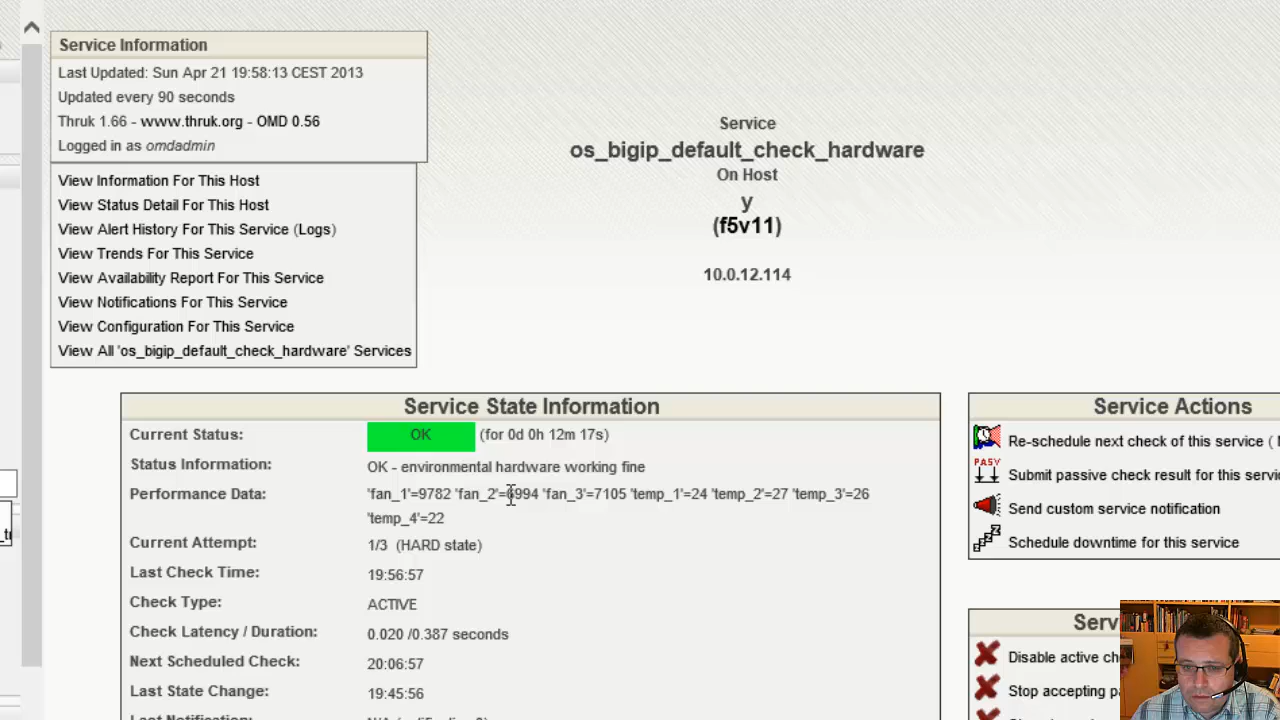 Service Information
Last Updated: Sun Apr 21 19:58:13 CEST 2013
Updated every 90 seconds
Thruk 1.66 - www.thruk.org - OMD 0.56
Logged in as omdadmin
View Information For This Host
View Status Detail For This Host
View Alert History For This Service (Logs)
View Trends For This Service
View Availability Report For This Service
View Notifications For This Service
View Configuration For This Service
View All 'os_bigip_default_check_hardware' Services
Service
os_bigip_default_check_hardware
On Host
y
(f5v11)
10.0.12.114
Service State Information
Current Status: OK (for 0d 0h 12m 17s)
Status Information: OK - environmental hardware working fine
Performance Data: 'fan_1'=9782 'fan_2'=6994 'fan_3'=7105 'temp_1'=24 'temp_2'=27 'temp_3'=26
'temp_4'=22
Current Attempt: 1/3 (HARD state)
Last Check Time: 19:56:57
Check Type: ACTIVE
Check Latency / Duration: 0.020 /0.387 seconds
Next Scheduled Check: 20:06:57
Last State Change: 19:45:56
Service Actions
Re-schedule next check of this service (
PASV
Submit passive check result for this servi
Send custom service notification
Schedule downtime for this service
Serv
Disable active ch
Stop accepting p